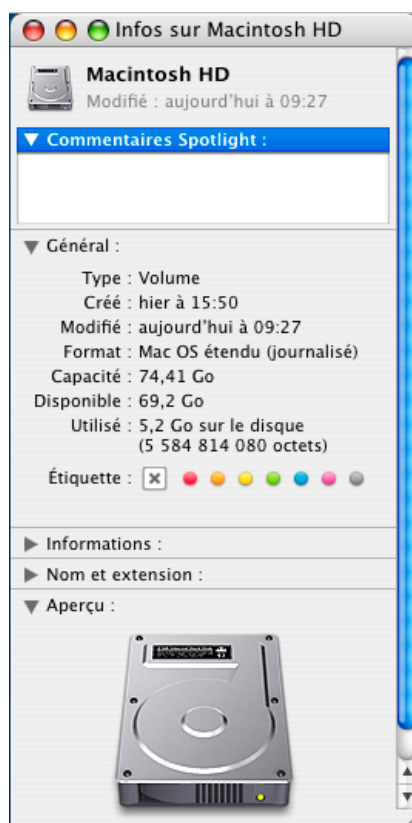 Infos sur Macintosh HD
Macintosh HD
Modifié : aujourd'hui à 09:27
Commentaires Spotlight :
Général :
Type : Volume
Créé : hier à 15:50
Modifié : aujourd'hui à 09:27
Format : Mac OS étendu (journalisé)
Capacité : 74,41 Go
Disponible : 69,2 Go
Utilisé : 5,2 Go sur le disque
(5 584 814 080 octets)
Étiquette :
Informations :
Nom et extension :
Aperçu :